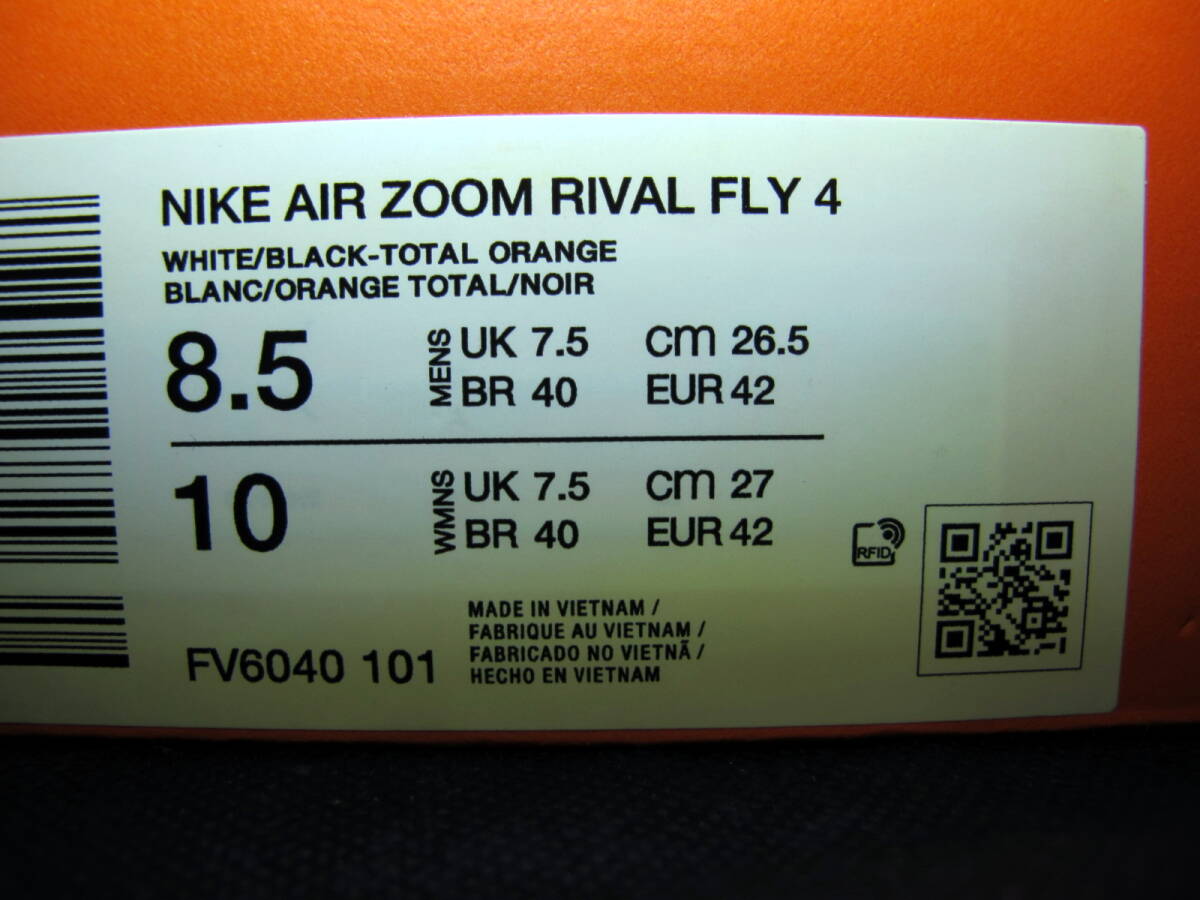 NIKE AIR ZOOM RIVAL FLY 4
WHITE/BLACK-TOTAL ORANGE
BLANC/ORANGE TOTAL/NOIR
8.5 MENS UK 7.5 CM 26.5
BR 40 EUR 42
10 WMNS UK 7.5 CM 27
BR 40 EUR 42
RFID
FV6040 101
MADE IN VIETNAM /
FABRIQUE AU VIETNAM /
FABRICADO NO VIETNÃ /
HECHO EN VIETNAM